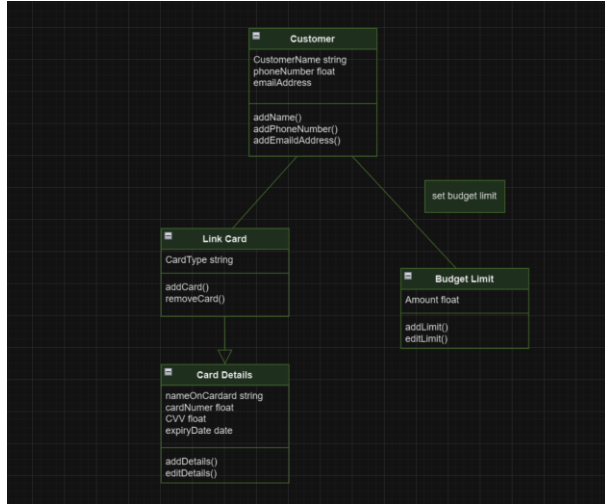 Customer
CustomerName string
phoneNumber float
emailAddress
addName()
addPhoneNumber()
addEmaildAddress()
set budget limit
Link Card
CardType string
addCard()
removeCard()
Budget Limit
Amount float
addLimit()
editLimit()
Card Details
nameOnCardard string
cardNumer float
CVV float
expiryDate date
addDetails()
editDetails()